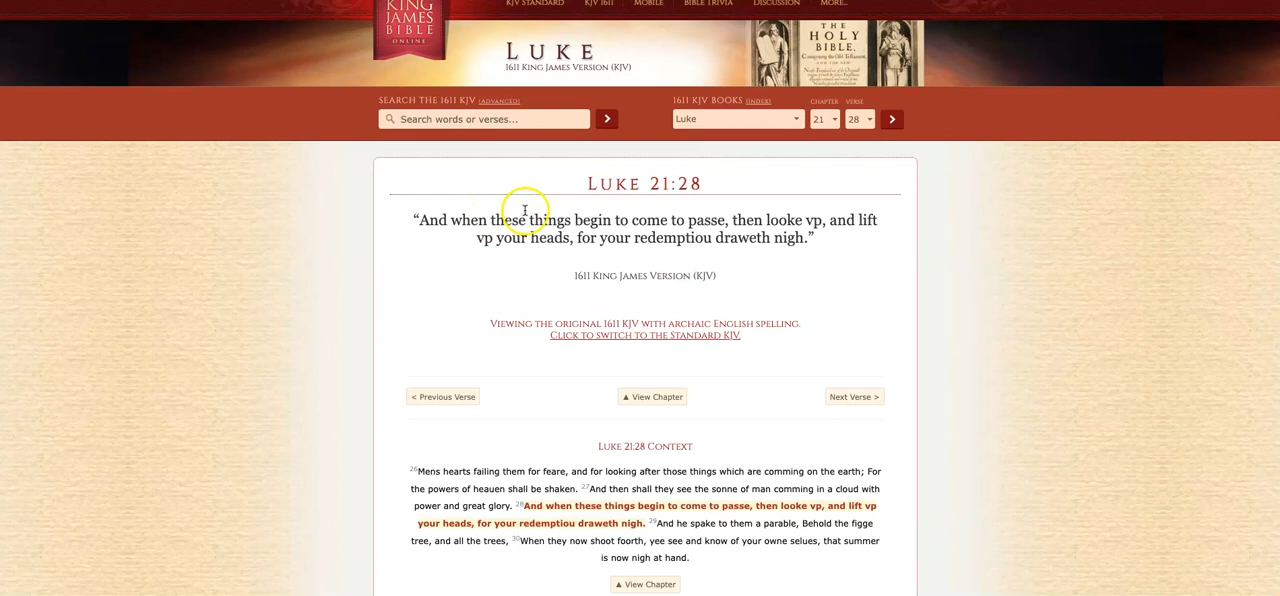 KING
JAMES
BIBLE
ONLINE
KJV STANDARD KJV 1611 MOBILE BIBLE TRIVIA DISCUSSION MORE...
LUKE
1611 KING JAMES VERSION (KJV)
THE
HOLY
BIBLE,
SEARCH THE 1611 KJV (ADVANCED)
1611 KJV BOOKS (INDEX) CHAPTER VERSE
Search words or verses...
Luke 21 28
LUKE 21:28
“And when these things begin to come to passe, then looke vp, and lift
vp your heads, for your redemptiou draweth nigh.”
1611 KING JAMES VERSION (KJV)
VIEWING THE ORIGINAL 1611 KJV WITH ARCHAIC ENGLISH SPELLING.
CLICK TO SWITCH TO THE STANDARD KJV.
< Previous Verse ▲ View Chapter Next Verse >
LUKE 21:28 CONTEXT
26Mens hearts failing them for feare, and for looking after those things which are comming on the earth; For
the powers of heauen shall be shaken. 27And then shall they see the sonne of man comming in a cloud with
power and great glory. 28And when these things begin to come to passe, then looke vp, and lift vp
your heads, for your redemptiou draweth nigh. 29And he spake to them a parable, Behold the figge
tree, and all the trees, 30When they now shoot foorth, yee see and know of your owne selues, that summer
is now nigh at hand.
▲ View Chapter